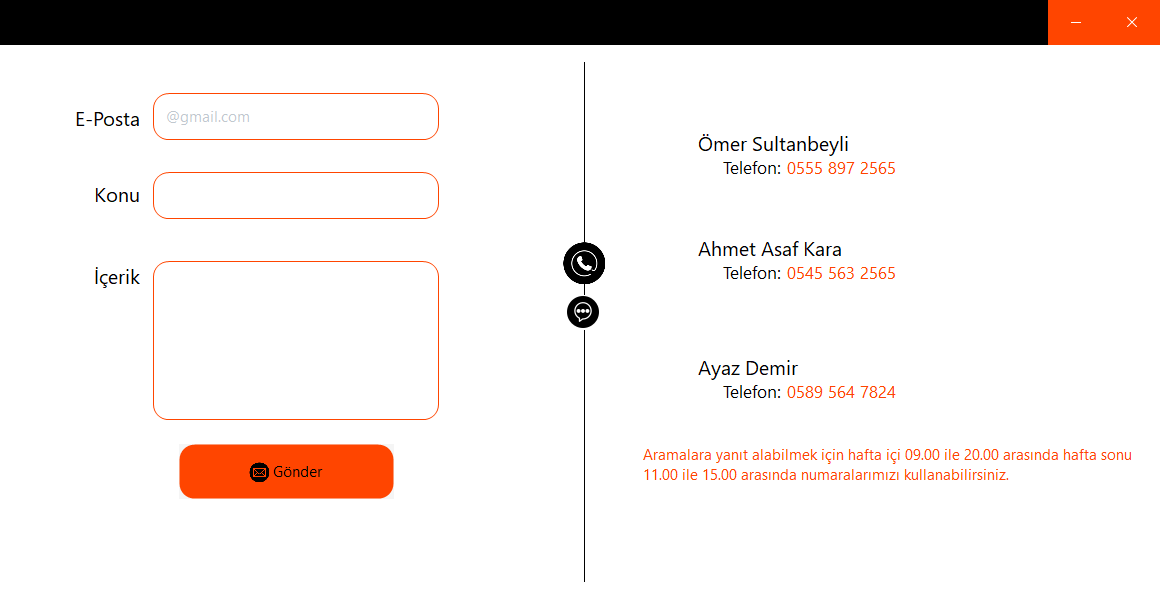 E-Posta
@gmail.com
Konu
İçerik
Gönder
Ömer Sultanbeyli
Telefon: 0555 897 2565
Ahmet Asaf Kara
Telefon: 0545 563 2565
Ayaz Demir
Telefon: 0589 564 7824
Aramalara yanıt alabilmek için hafta içi 09.00 ile 20.00 arasında hafta sonu
11.00 ile 15.00 arasında numaralarımızı kullanabilirsiniz.